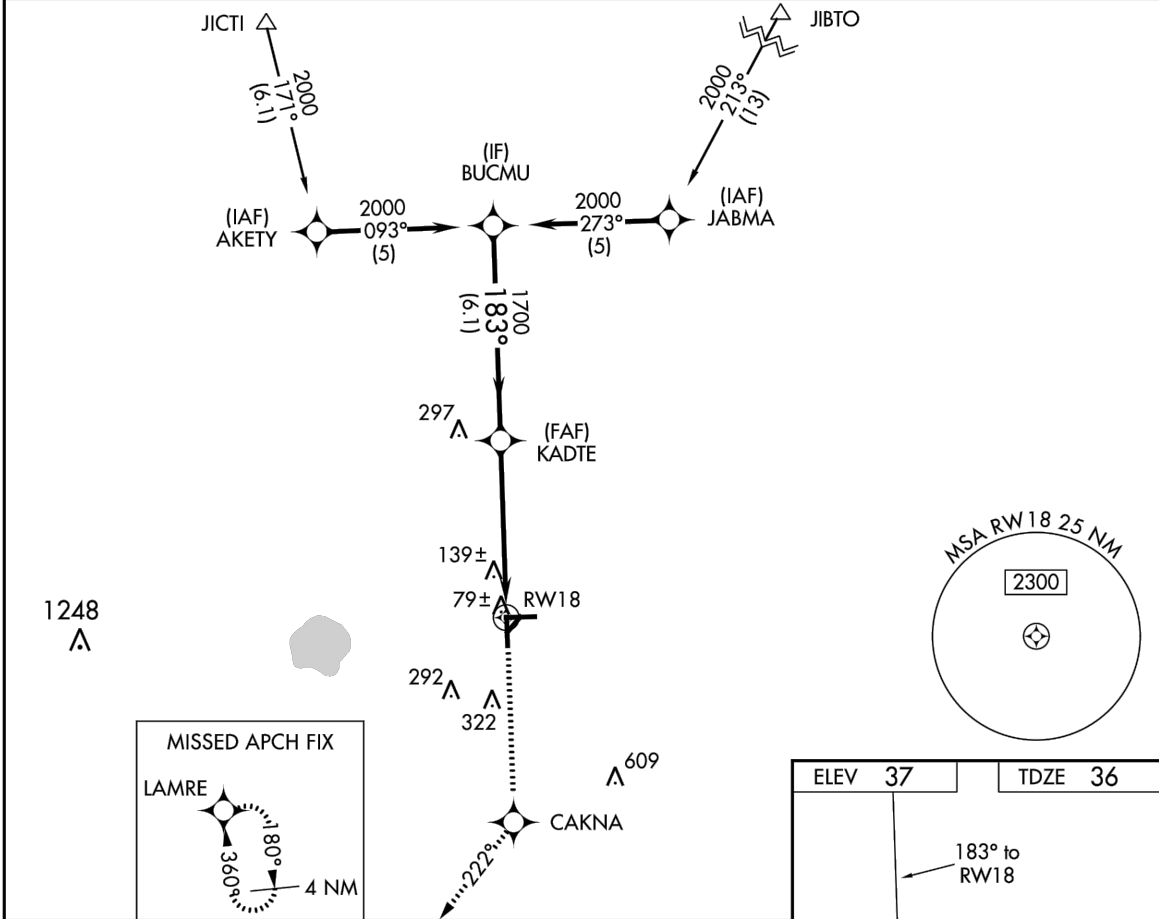 JICTI
JIBTO
2000
171°
(6.1)
2000
213°
(13)
(IF)
BUCMU
(IAF)
AKETY
2000
093°
(5)
2000
273°
(5)
(IAF)
JABMA
1700
183°
(6.1)
297
(FAF)
KADTE
139±
79±
RW18
MSA RW18 25 NM
2300
1248
292
322
609
MISSED APCH FIX
LAMRE
180°
360°
4 NM
CAKNA
222°
ELEV 37
TDZE 36
183° to
RW18